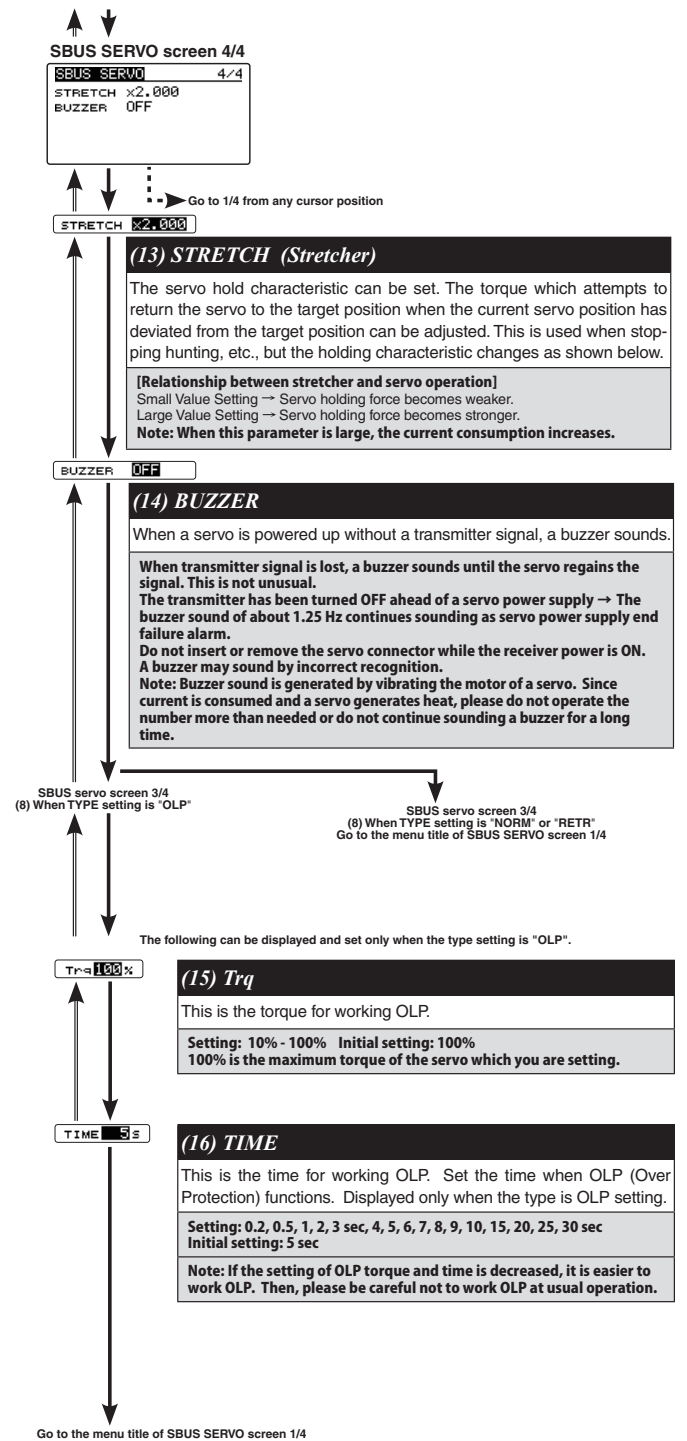 SBUS SERVO screen 4/4
SBUS SERVO 4/4
STRETCH x2.000
BUZZER OFF
Go to 1/4 from any cursor position
STRETCH x2.000
(13) STRETCH (Stretcher)
The servo hold characteristic can be set. The torque which attempts to
return the servo to the target position when the current servo position has
deviated from the target position can be adjusted. This is used when stop-
ping hunting, etc., but the holding characteristic changes as shown below.
[Relationship between stretcher and servo operation]
Small Value Setting → Servo holding force becomes weaker.
Large Value Setting → Servo holding force becomes stronger.
Note: When this parameter is large, the current consumption increases.
BUZZER OFF
(14) BUZZER
When a servo is powered up without a transmitter signal, a buzzer sounds.
When transmitter signal is lost, a buzzer sounds until the servo regains the
signal. This is not unusual.
The transmitter has been turned OFF ahead of a servo power supply → The
buzzer sound of about 1.25 Hz continues sounding as servo power supply end
failure alarm.
Do not insert or remove the servo connector while the receiver power is ON.
A buzzer may sound by incorrect recognition.
Note: Buzzer sound is generated by vibrating the motor of a servo. Since
current is consumed and a servo generates heat, please do not operate the
number more than needed or do not continue sounding a buzzer for a long
time.
SBUS servo screen 3/4
(8) When TYPE setting is "OLP"
SBUS servo screen 3/4
(8) When TYPE setting is "NORM" or "RETR"
Go to the menu title of SBUS SERVO screen 1/4
The following can be displayed and set only when the type setting is "OLP".
Trq 100%
(15) Trq
This is the torque for working OLP.
Setting: 10% - 100% Initial setting: 100%
100% is the maximum torque of the servo which you are setting.
TIME 5s
(16) TIME
This is the time for working OLP. Set the time when OLP (Over
Protection) functions. Displayed only when the type is OLP setting.
Setting: 0.2, 0.5, 1, 2, 3 sec, 4, 5, 6, 7, 8, 9, 10, 15, 20, 25, 30 sec
Initial setting: 5 sec
Note: If the setting of OLP torque and time is decreased, it is easier to
work OLP. Then, please be careful not to work OLP at usual operation.
Go to the menu title of SBUS SERVO screen 1/4